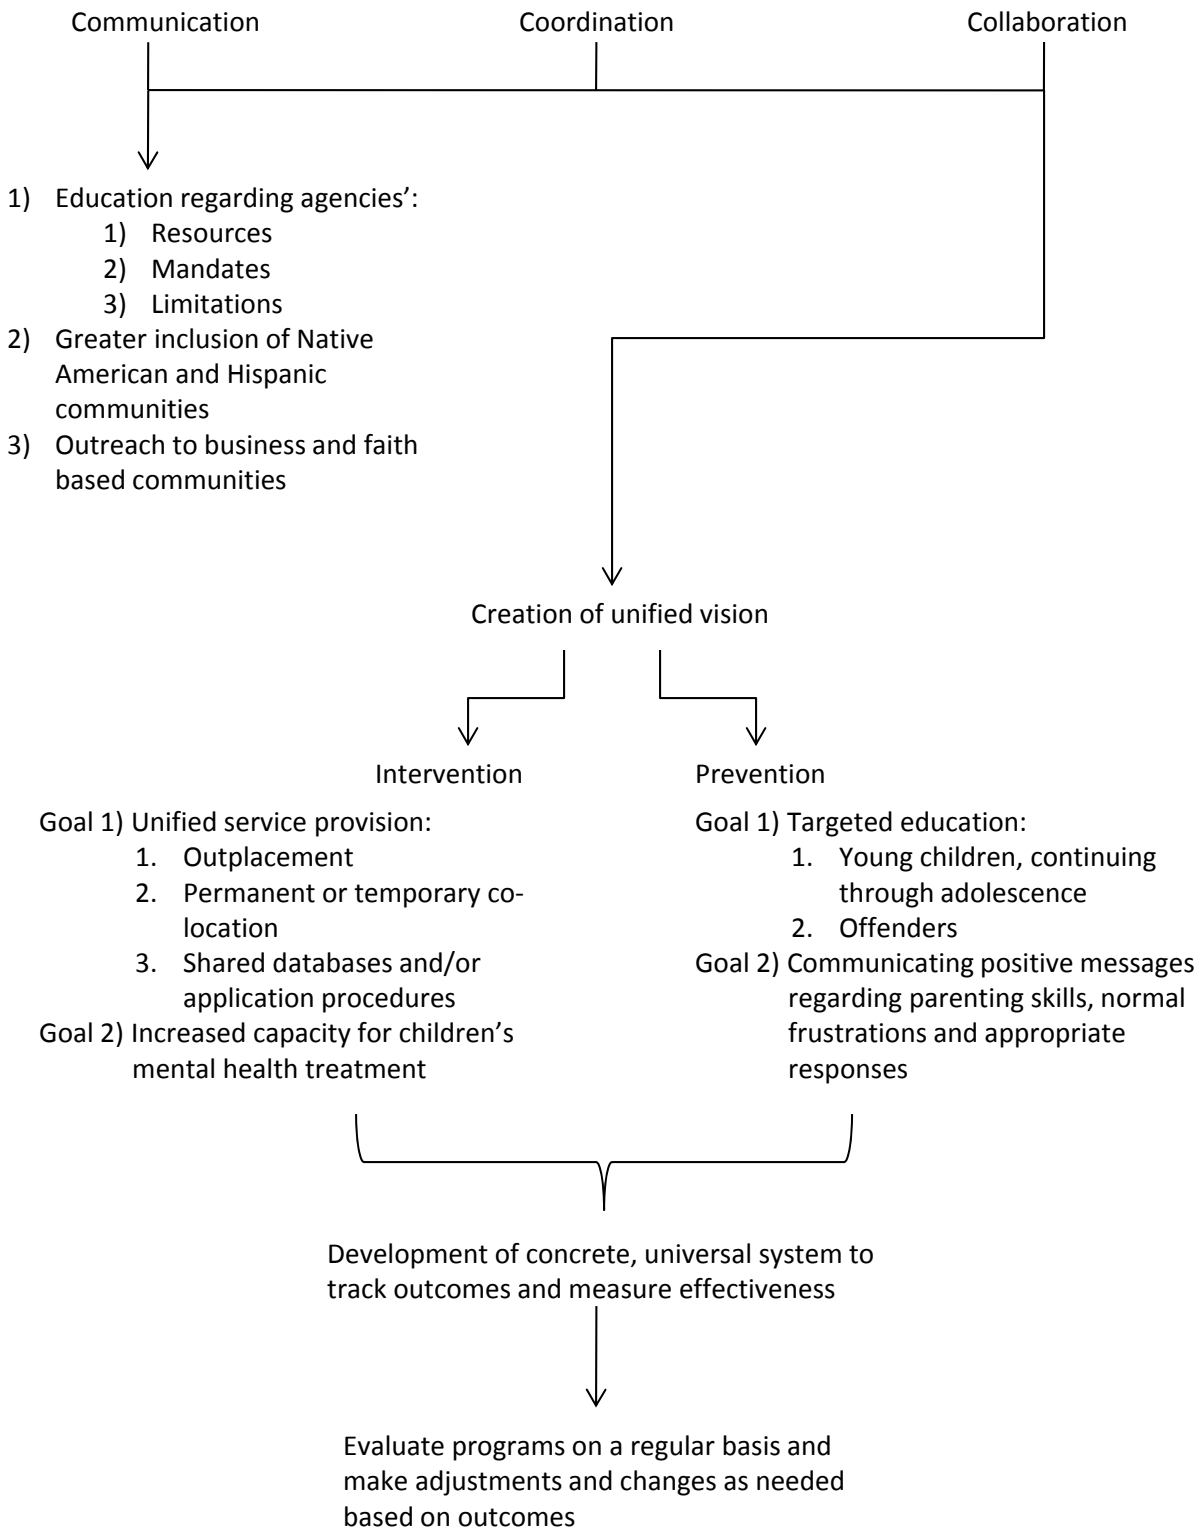 Communication
Coordination
Collaboration
1) Education regarding agencies’:
1) Resources
2) Mandates
3) Limitations
2) Greater inclusion of Native
American and Hispanic
communities
3) Outreach to business and faith
based communities
Creation of unified vision
Intervention
Goal 1) Unified service provision:
1. Outplacement
2. Permanent or temporary co-
location
3. Shared databases and/or
application procedures
Goal 2) Increased capacity for children’s
mental health treatment
Prevention
Goal 1) Targeted education:
1. Young children, continuing
through adolescence
2. Offenders
Goal 2) Communicating positive messages
regarding parenting skills, normal
frustrations and appropriate
responses
Development of concrete, universal system to
track outcomes and measure effectiveness
Evaluate programs on a regular basis and
make adjustments and changes as needed
based on outcomes